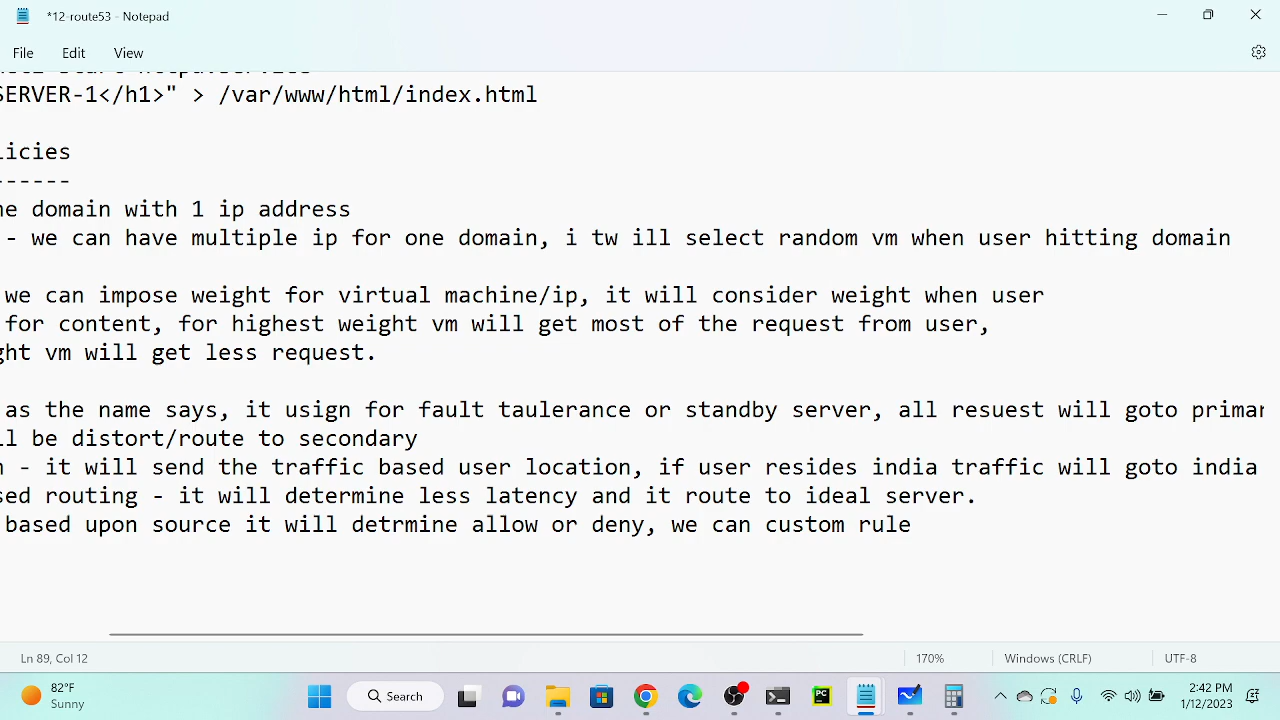 *12-route53 - Notepad
File Edit View
SERVER-1</h1>" > /var/www/html/index.html
licies
------
ne domain with 1 ip address
- we can have multiple ip for one domain, i tw ill select random vm when user hitting domain
we can impose weight for virtual machine/ip, it will consider weight when user
for content, for highest weight vm will get most of the request from user,
ght vm will get less request.
as the name says, it usign for fault taulerance or standby server, all resuest will goto primar
ll be distort/route to secondary
n - it will send the traffic based user location, if user resides india traffic will goto india
sed routing - it will determine less latency and it route to ideal server.
based upon source it will detrmine allow or deny, we can custom rule
Ln 89, Col 12 170% Windows (CRLF) UTF-8
82°F
Sunny
Search
PC
2:42 PM
1/12/2023